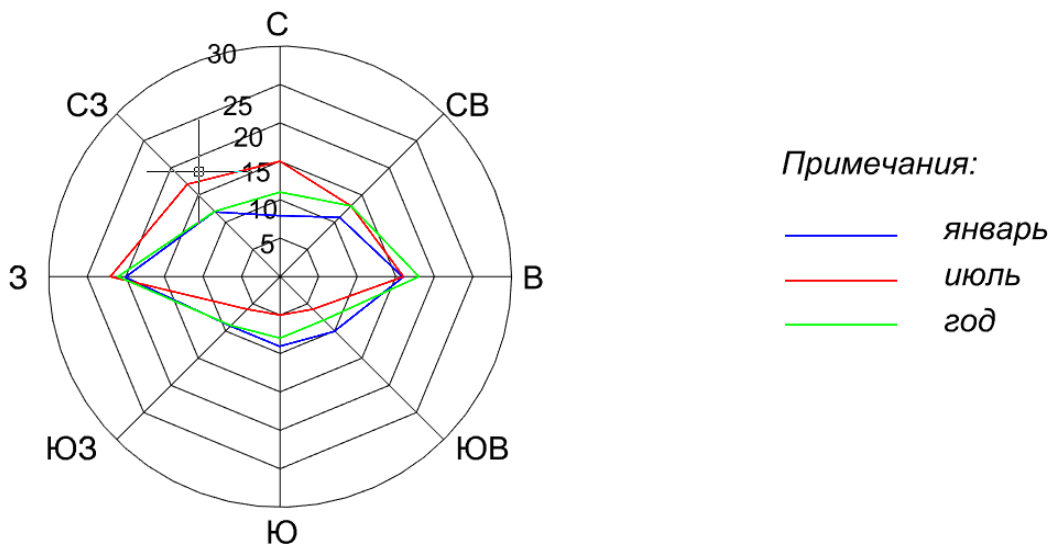 С
30
СЗ
СВ
25
20
15
10
5
З
В
ЮЗ
ЮВ
Ю
Примечания:
январь
июль
год